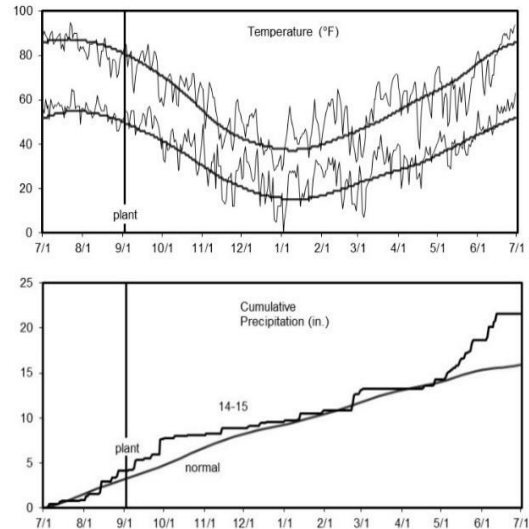 100
Temperature (°F)
80
60
40
20
plant
0
7/1 8/1 9/1 10/1 11/1 12/1 1/1 2/1 3/1 4/1 5/1 6/1 7/1
25
Cumulative
Precipitation (in.)
20
15
14-15
10
plant
normal
5
0
7/1 8/1 9/1 10/1 11/1 12/1 1/1 2/1 3/1 4/1 5/1 6/1 7/1